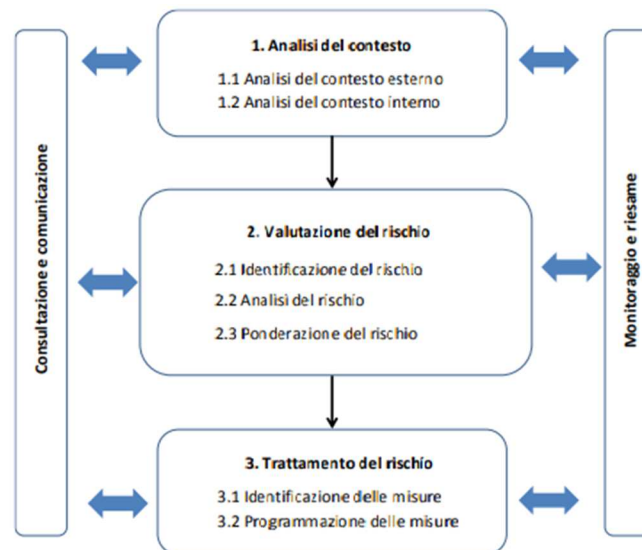 Consultazione e comunicazione
1. Analisi del contesto
1.1 Analisi del contesto esterno
1.2 Analisi del contesto interno
2. Valutazione del rischio
2.1 Identificazione del rischio
2.2 Analisi del rischio
2.3 Ponderazione del rischio
3. Trattamento del rischio
3.1 Identificazione delle misure
3.2 Programmazione delle misure
Monitoraggio e riesame